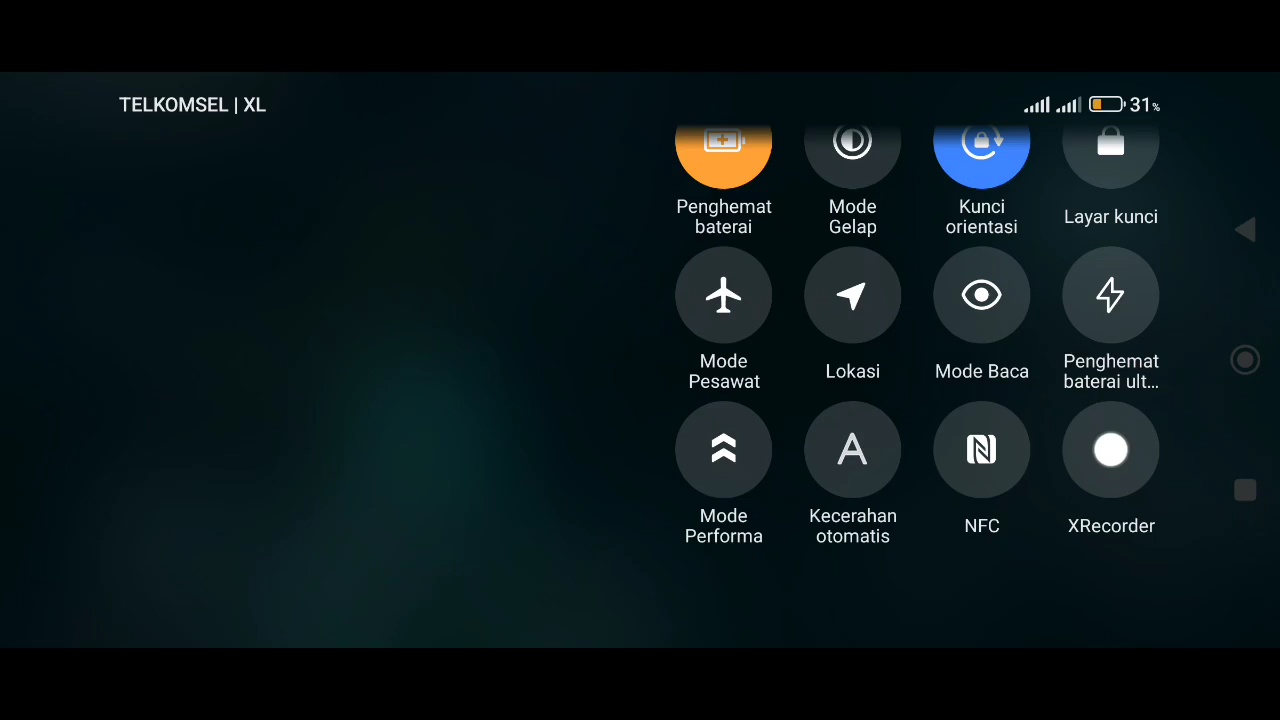 TELKOMSEL | XL
31%
Penghemat
baterai
Mode
Gelap
Kunci
orientasi
Layar kunci
Mode
Pesawat
Lokasi
Mode Baca
Penghemat
baterai ult...
Mode
Performa
Kecerahan
otomatis
NFC
XRecorder